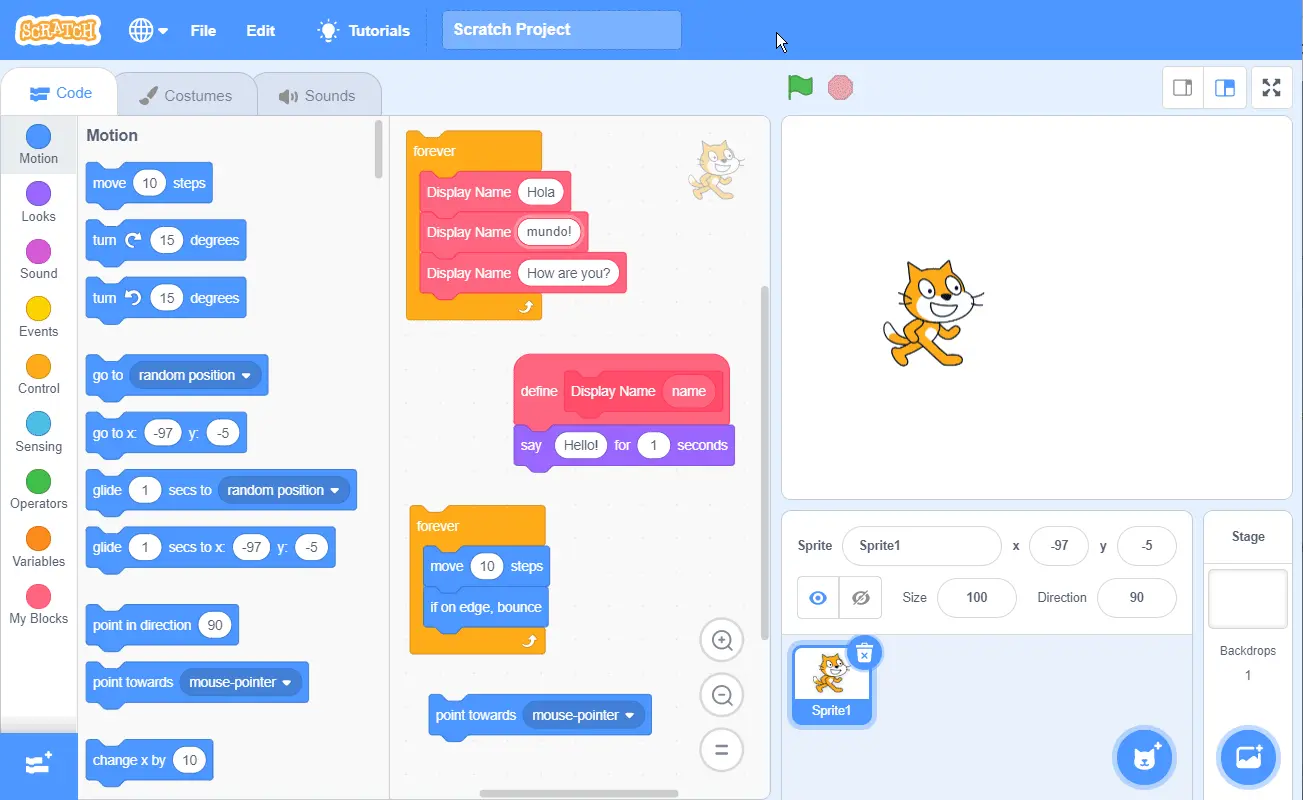 SCRATCH File Edit Tutorials Scratch Project
Code Costumes Sounds
Motion
Looks
Sound
Events
Control
Sensing
Operators
Variables
My Blocks
Motion
move 10 steps
turn 15 degrees
turn 15 degrees
go to random position
go to x: -97 y: -5
glide 1 secs to random position
glide 1 secs to x: -97 y: -5
point in direction 90
point towards mouse-pointer
change x by 10
forever
Display Name Hola
Display Name mundo!
Display Name How are you?
define Display Name name
say Hello! for 1 seconds
forever
move 10 steps
if on edge, bounce
point towards mouse-pointer
Sprite Sprite1 x -97 y -5
Size 100 Direction 90
Sprite1
Stage
Backdrops
1